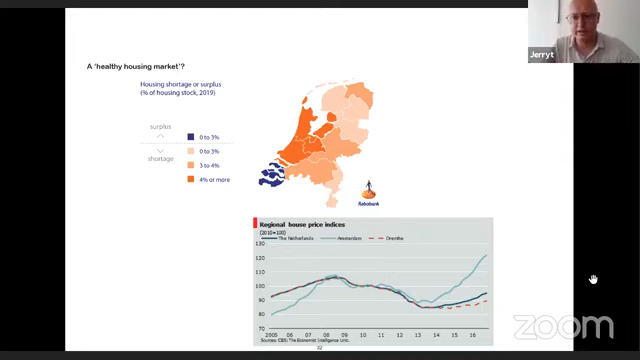 A 'healthy housing market'?
Jerryt
Housing shortage or surplus
(% of housing stock, 2019)
surplus
shortage
0 to 3%
0 to 3%
3 to 4%
4% or more
Rabobank
Regional house price indices
(2010=100)
The Netherlands Amsterdam Drenthe
130
120
110
100
90
80
70
2005 06 07 08 09 10 11 12 13 14 15 16
Sources: CBS; The Economist Intelligence Unit.
32
zoom